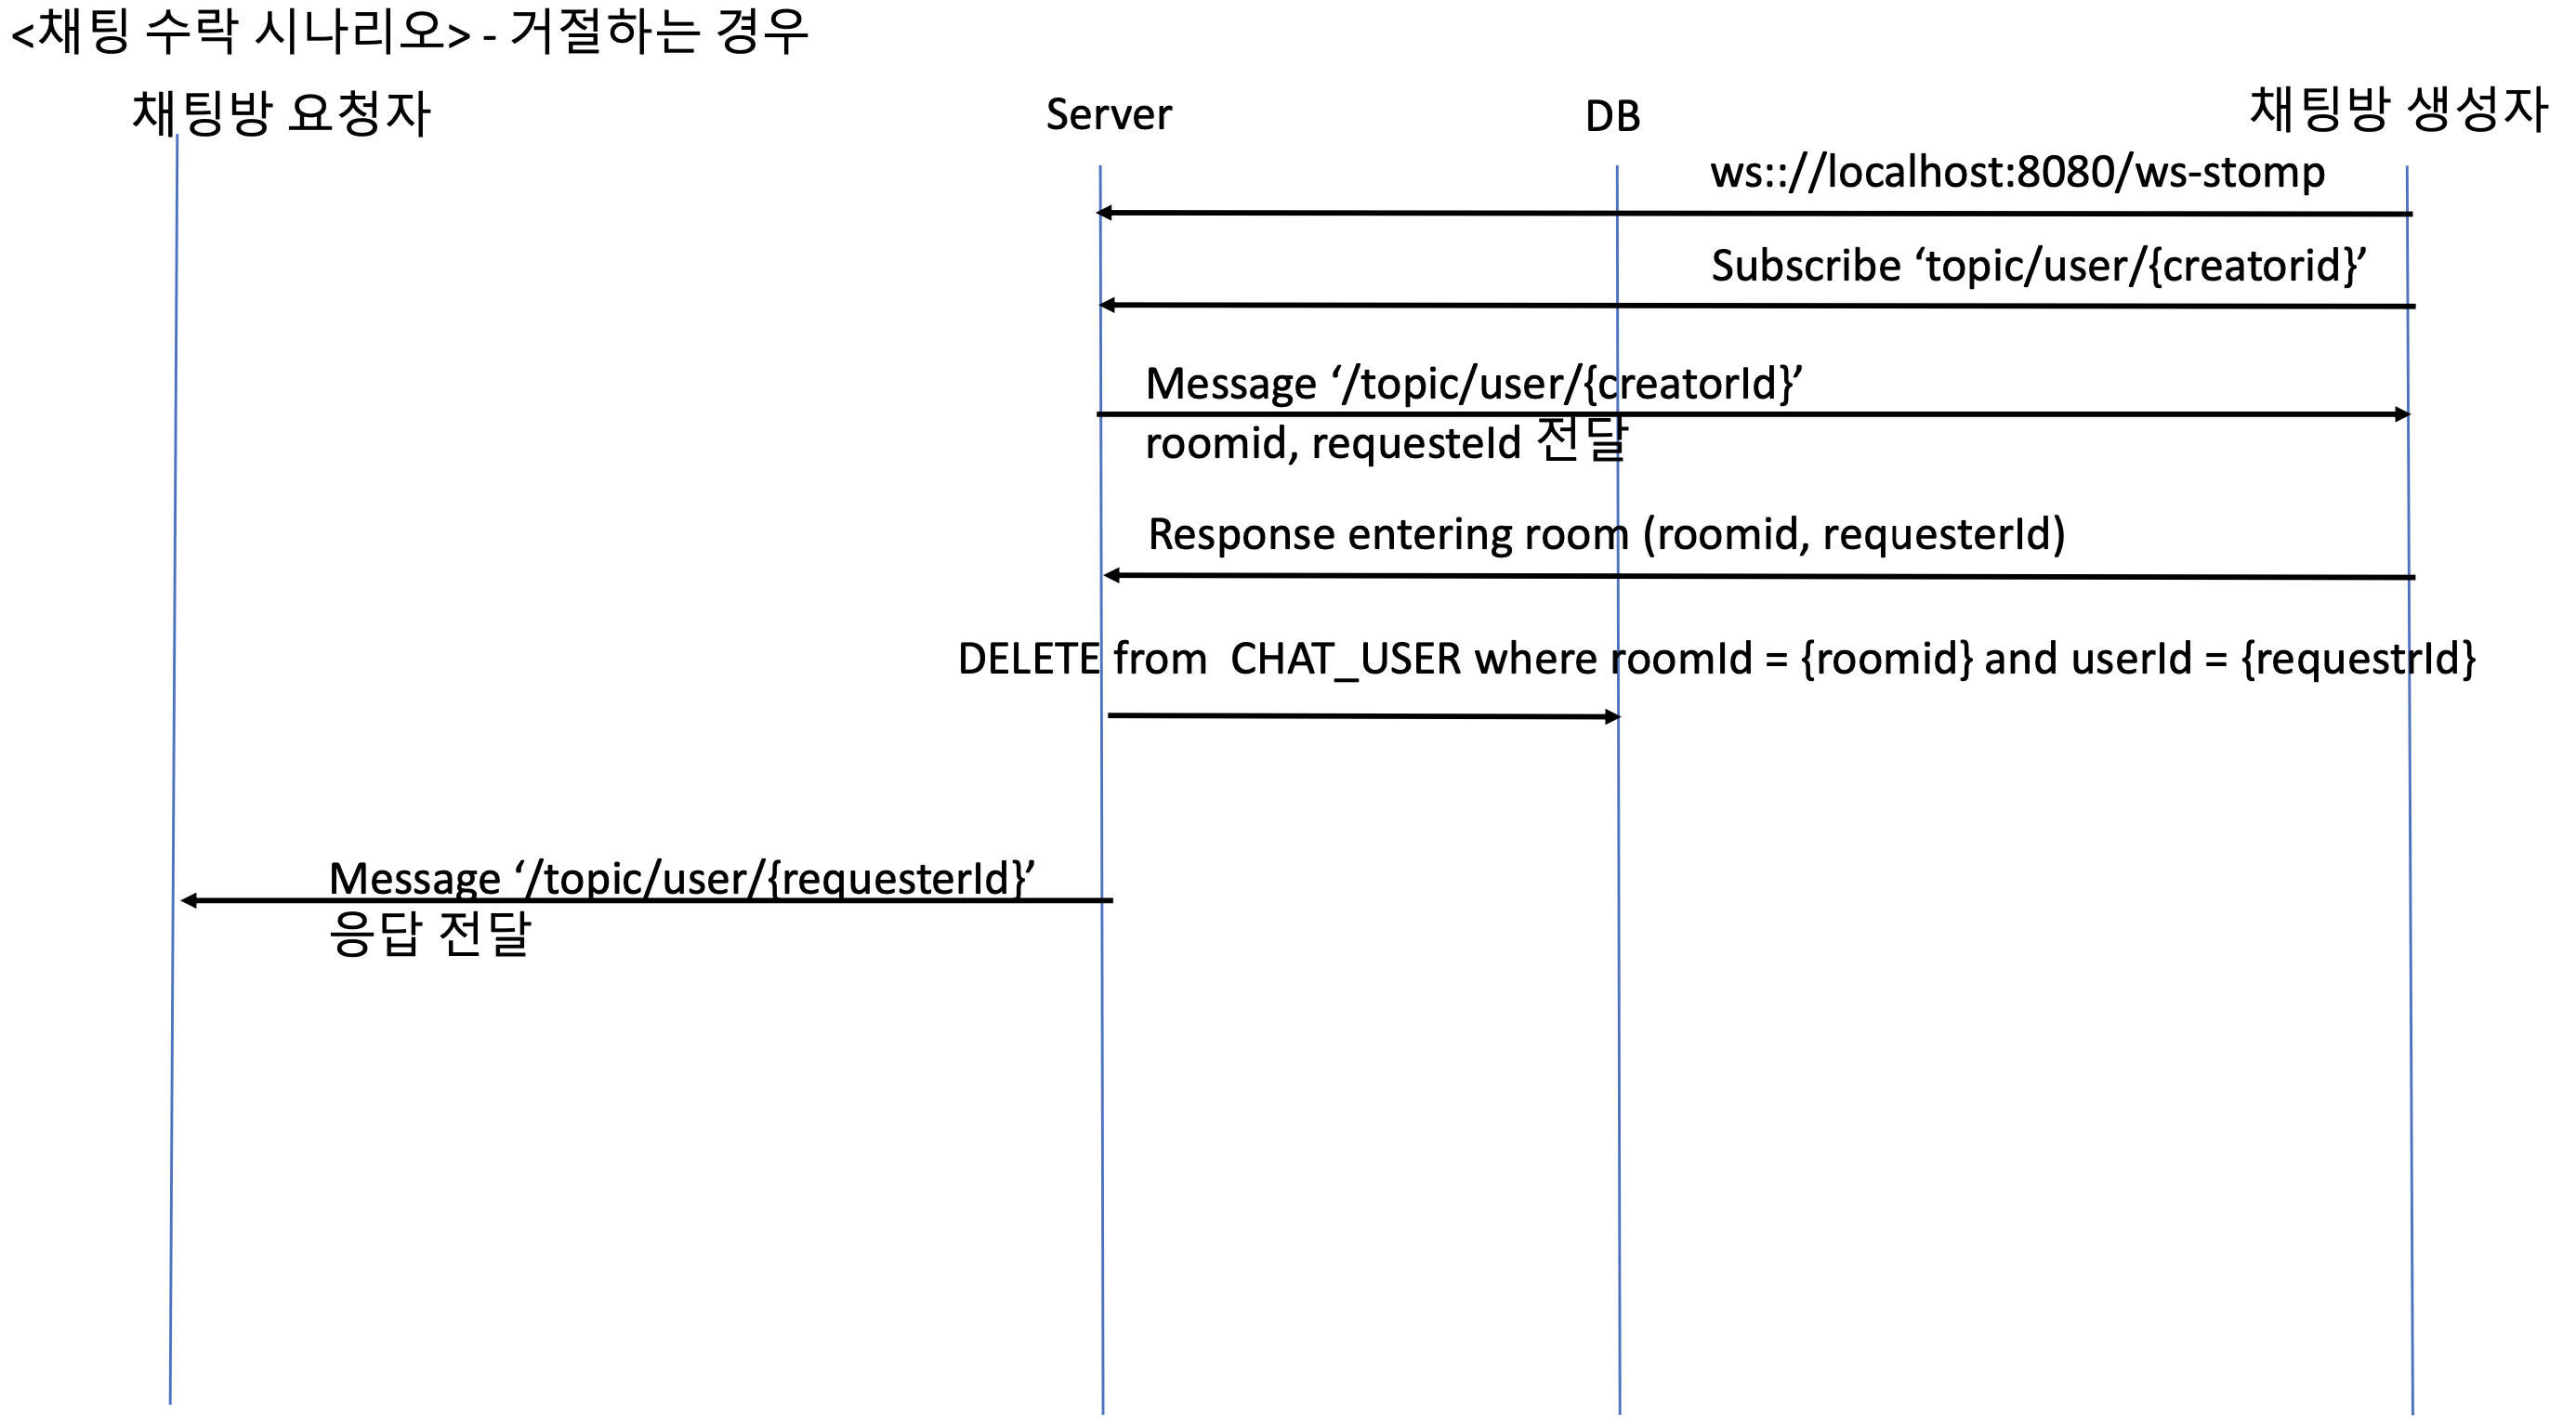 <채팅 수락 시나리오> - 거절하는 경우
채팅방 요청자
Server
DB
채팅방 생성자
ws:://localhost:8080/ws-stomp
Subscribe ‘topic/user/{creatorid}’
Message ‘/topic/user/{creatorId}’
roomid, requesteId 전달
Response entering room (roomid, requesterId)
DELETE from  CHAT_USER where roomId = {roomid} and userId = {requestrId}
Message ‘/topic/user/{requesterId}’
응답 전달